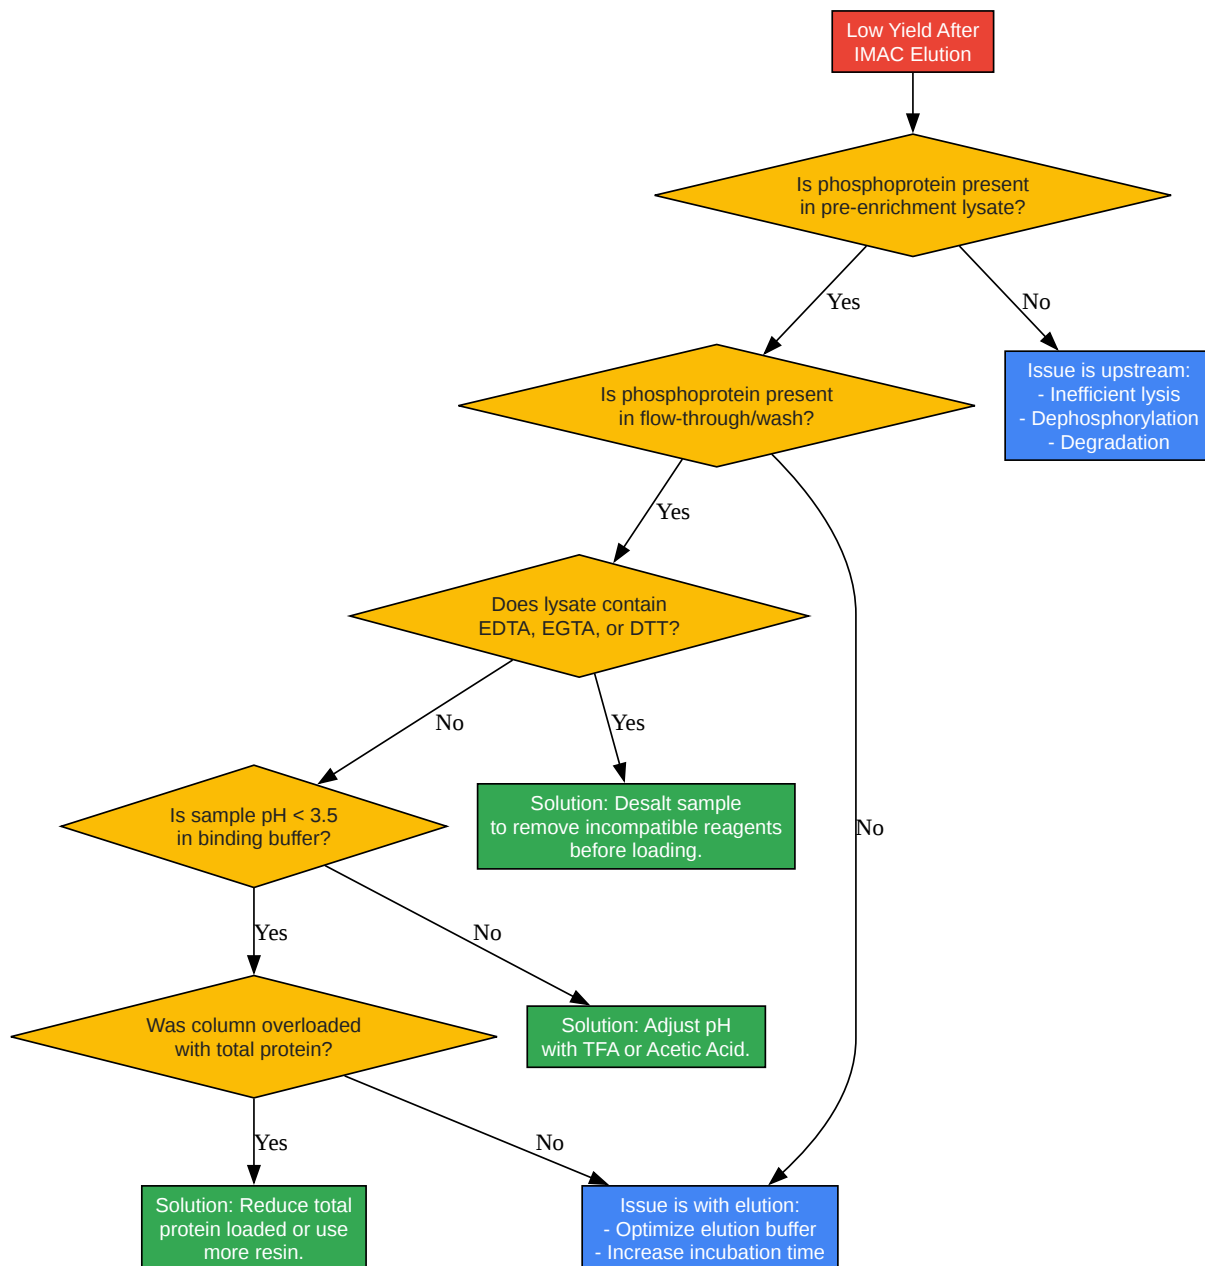 Low Yield After
IMAC Elution
Is phosphoprotein present
in pre-enrichment lysate?
Yes
No
Is phosphoprotein present
in flow-through/wash?
Issue is upstream:
- Inefficient lysis
- Dephosphorylation
- Degradation
Yes
No
Does lysate contain
EDTA, EGTA, or DTT?
No
Yes
Is sample pH < 3.5
in binding buffer?
Solution: Desalt sample
to remove incompatible reagents
before loading.
Yes
No
Was column overloaded
with total protein?
Solution: Adjust pH
with TFA or Acetic Acid.
Yes
No
Solution: Reduce total
protein loaded or use
more resin.
Issue is with elution:
- Optimize elution buffer
- Increase incubation time